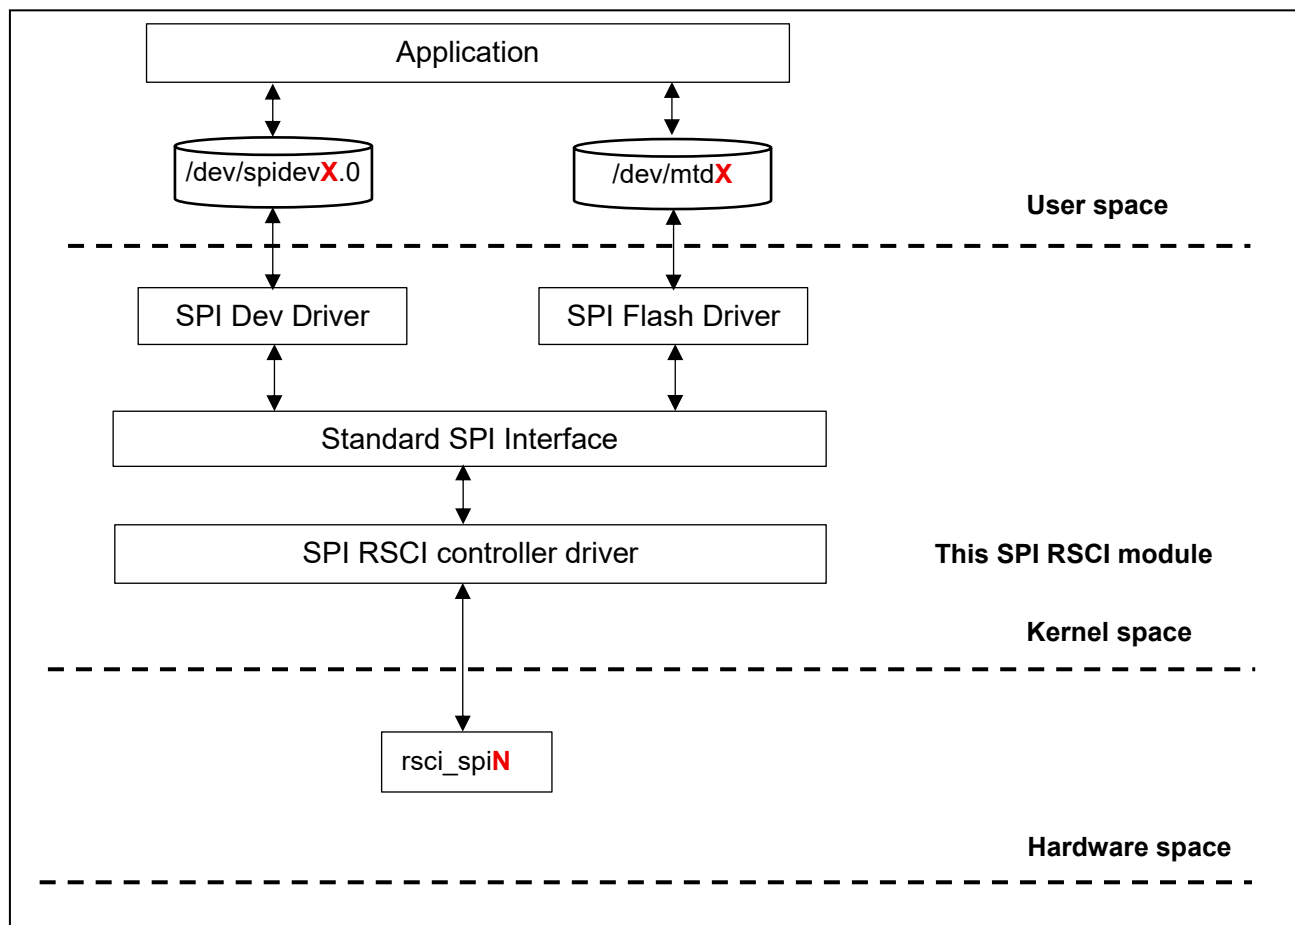 Application
/dev/spidevX.0
/dev/mtdX
User space
SPI Dev Driver
SPI Flash Driver
Standard SPI Interface
SPI RSCI controller driver
This SPI RSCI module
Kernel space
rsci_spiN
Hardware space